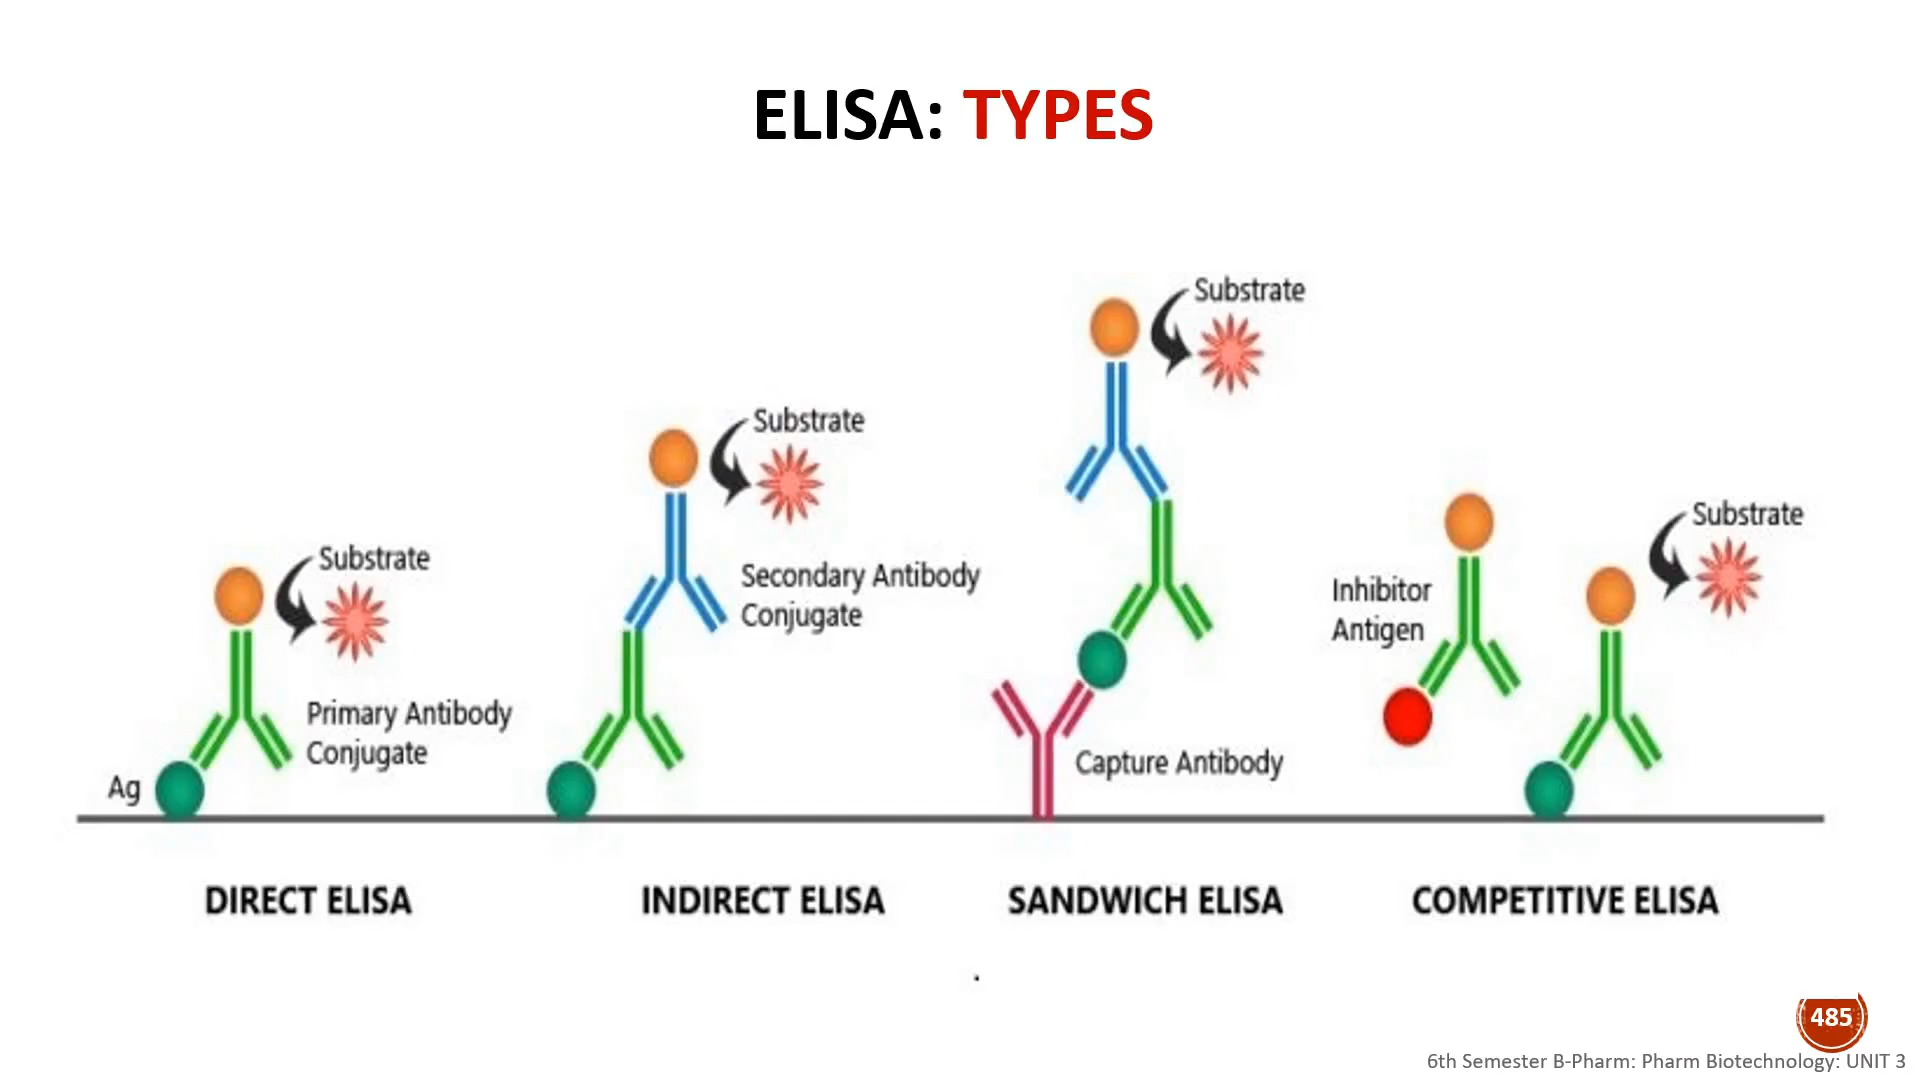 ELISA: TYPES
Substrate
Primary Antibody
Conjugate
Ag
DIRECT ELISA
Substrate
Secondary Antibody
Conjugate
INDIRECT ELISA
Substrate
Capture Antibody
SANDWICH ELISA
Substrate
Inhibitor
Antigen
COMPETITIVE ELISA
485
6th Semester B-Pharm: Pharm Biotechnology: UNIT 3